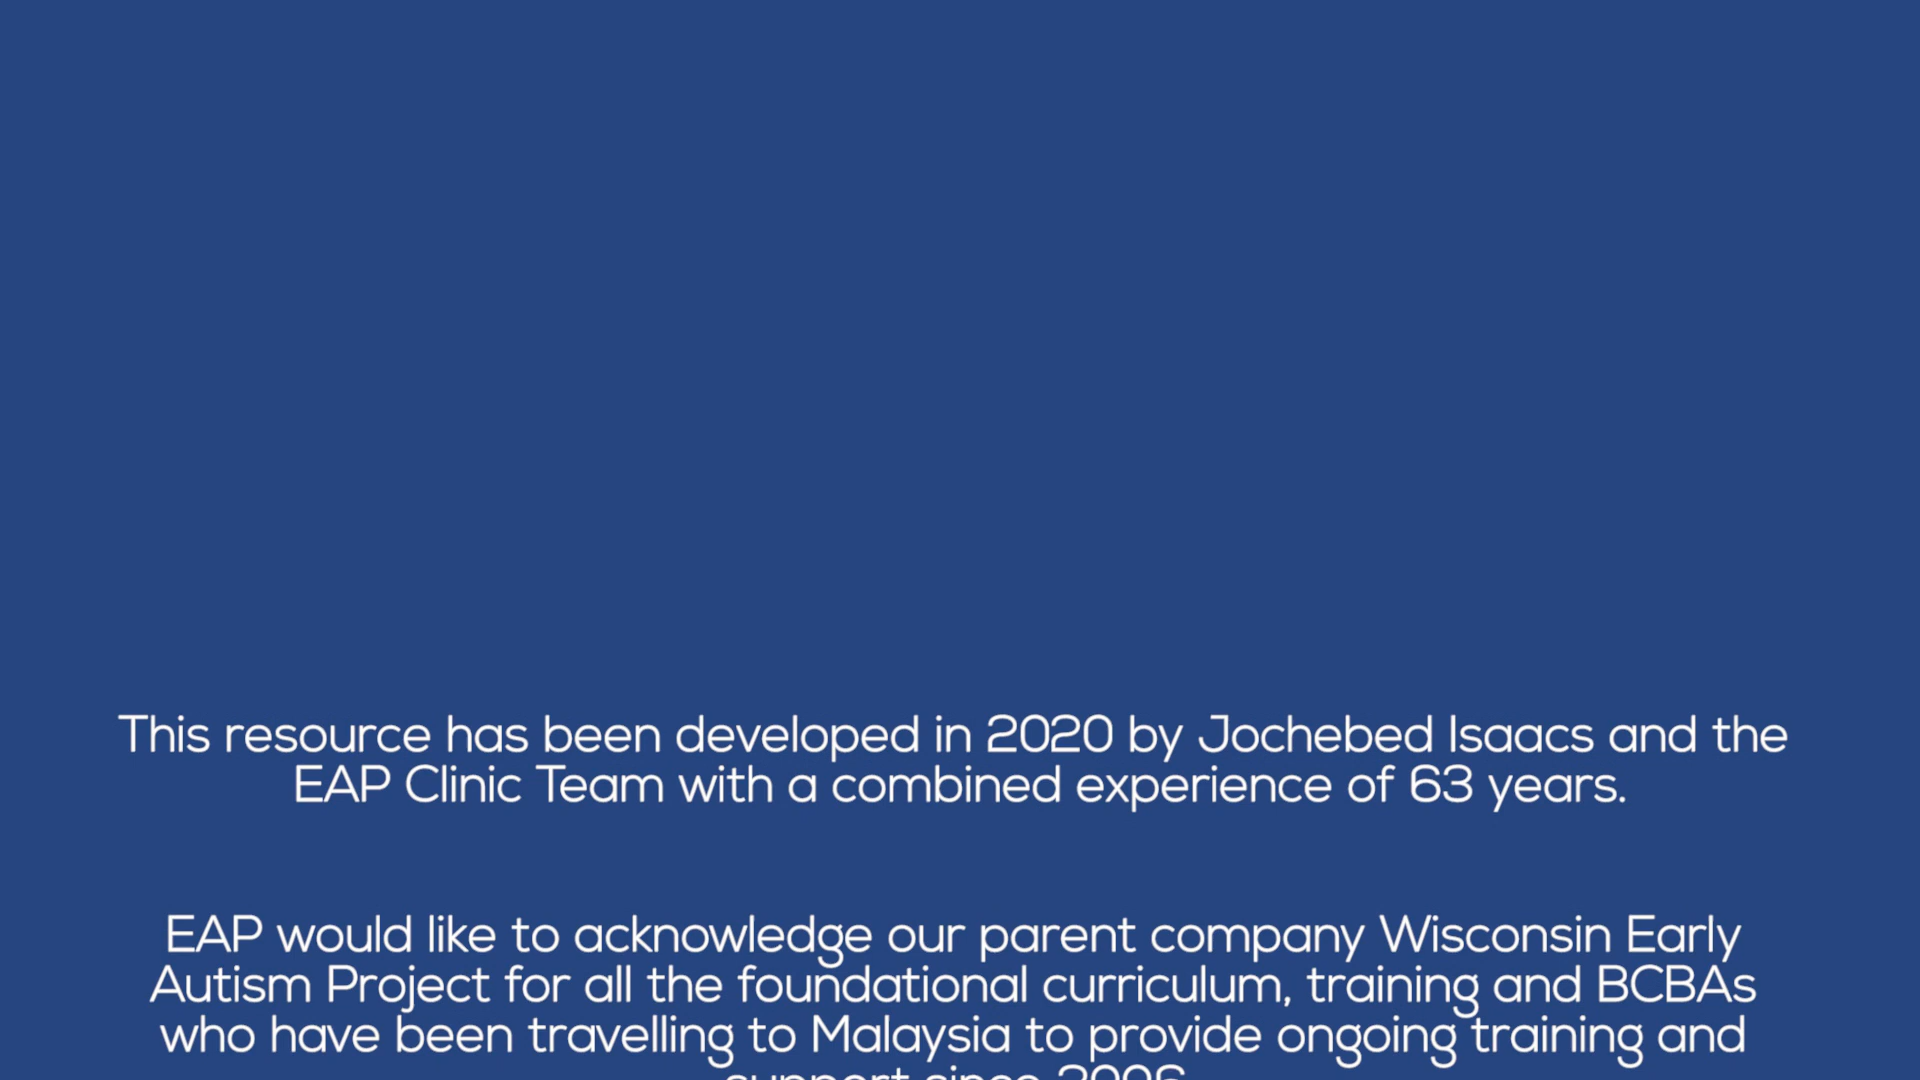 This resource has been developed in 2020 by Jochebed Isaacs and the
EAP Clinic Team with a combined experience of 63 years.
EAP would like to acknowledge our parent company Wisconsin Early
Autism Project for all the foundational curriculum, training and BCBAs
who have been travelling to Malaysia to provide ongoing training and
support since